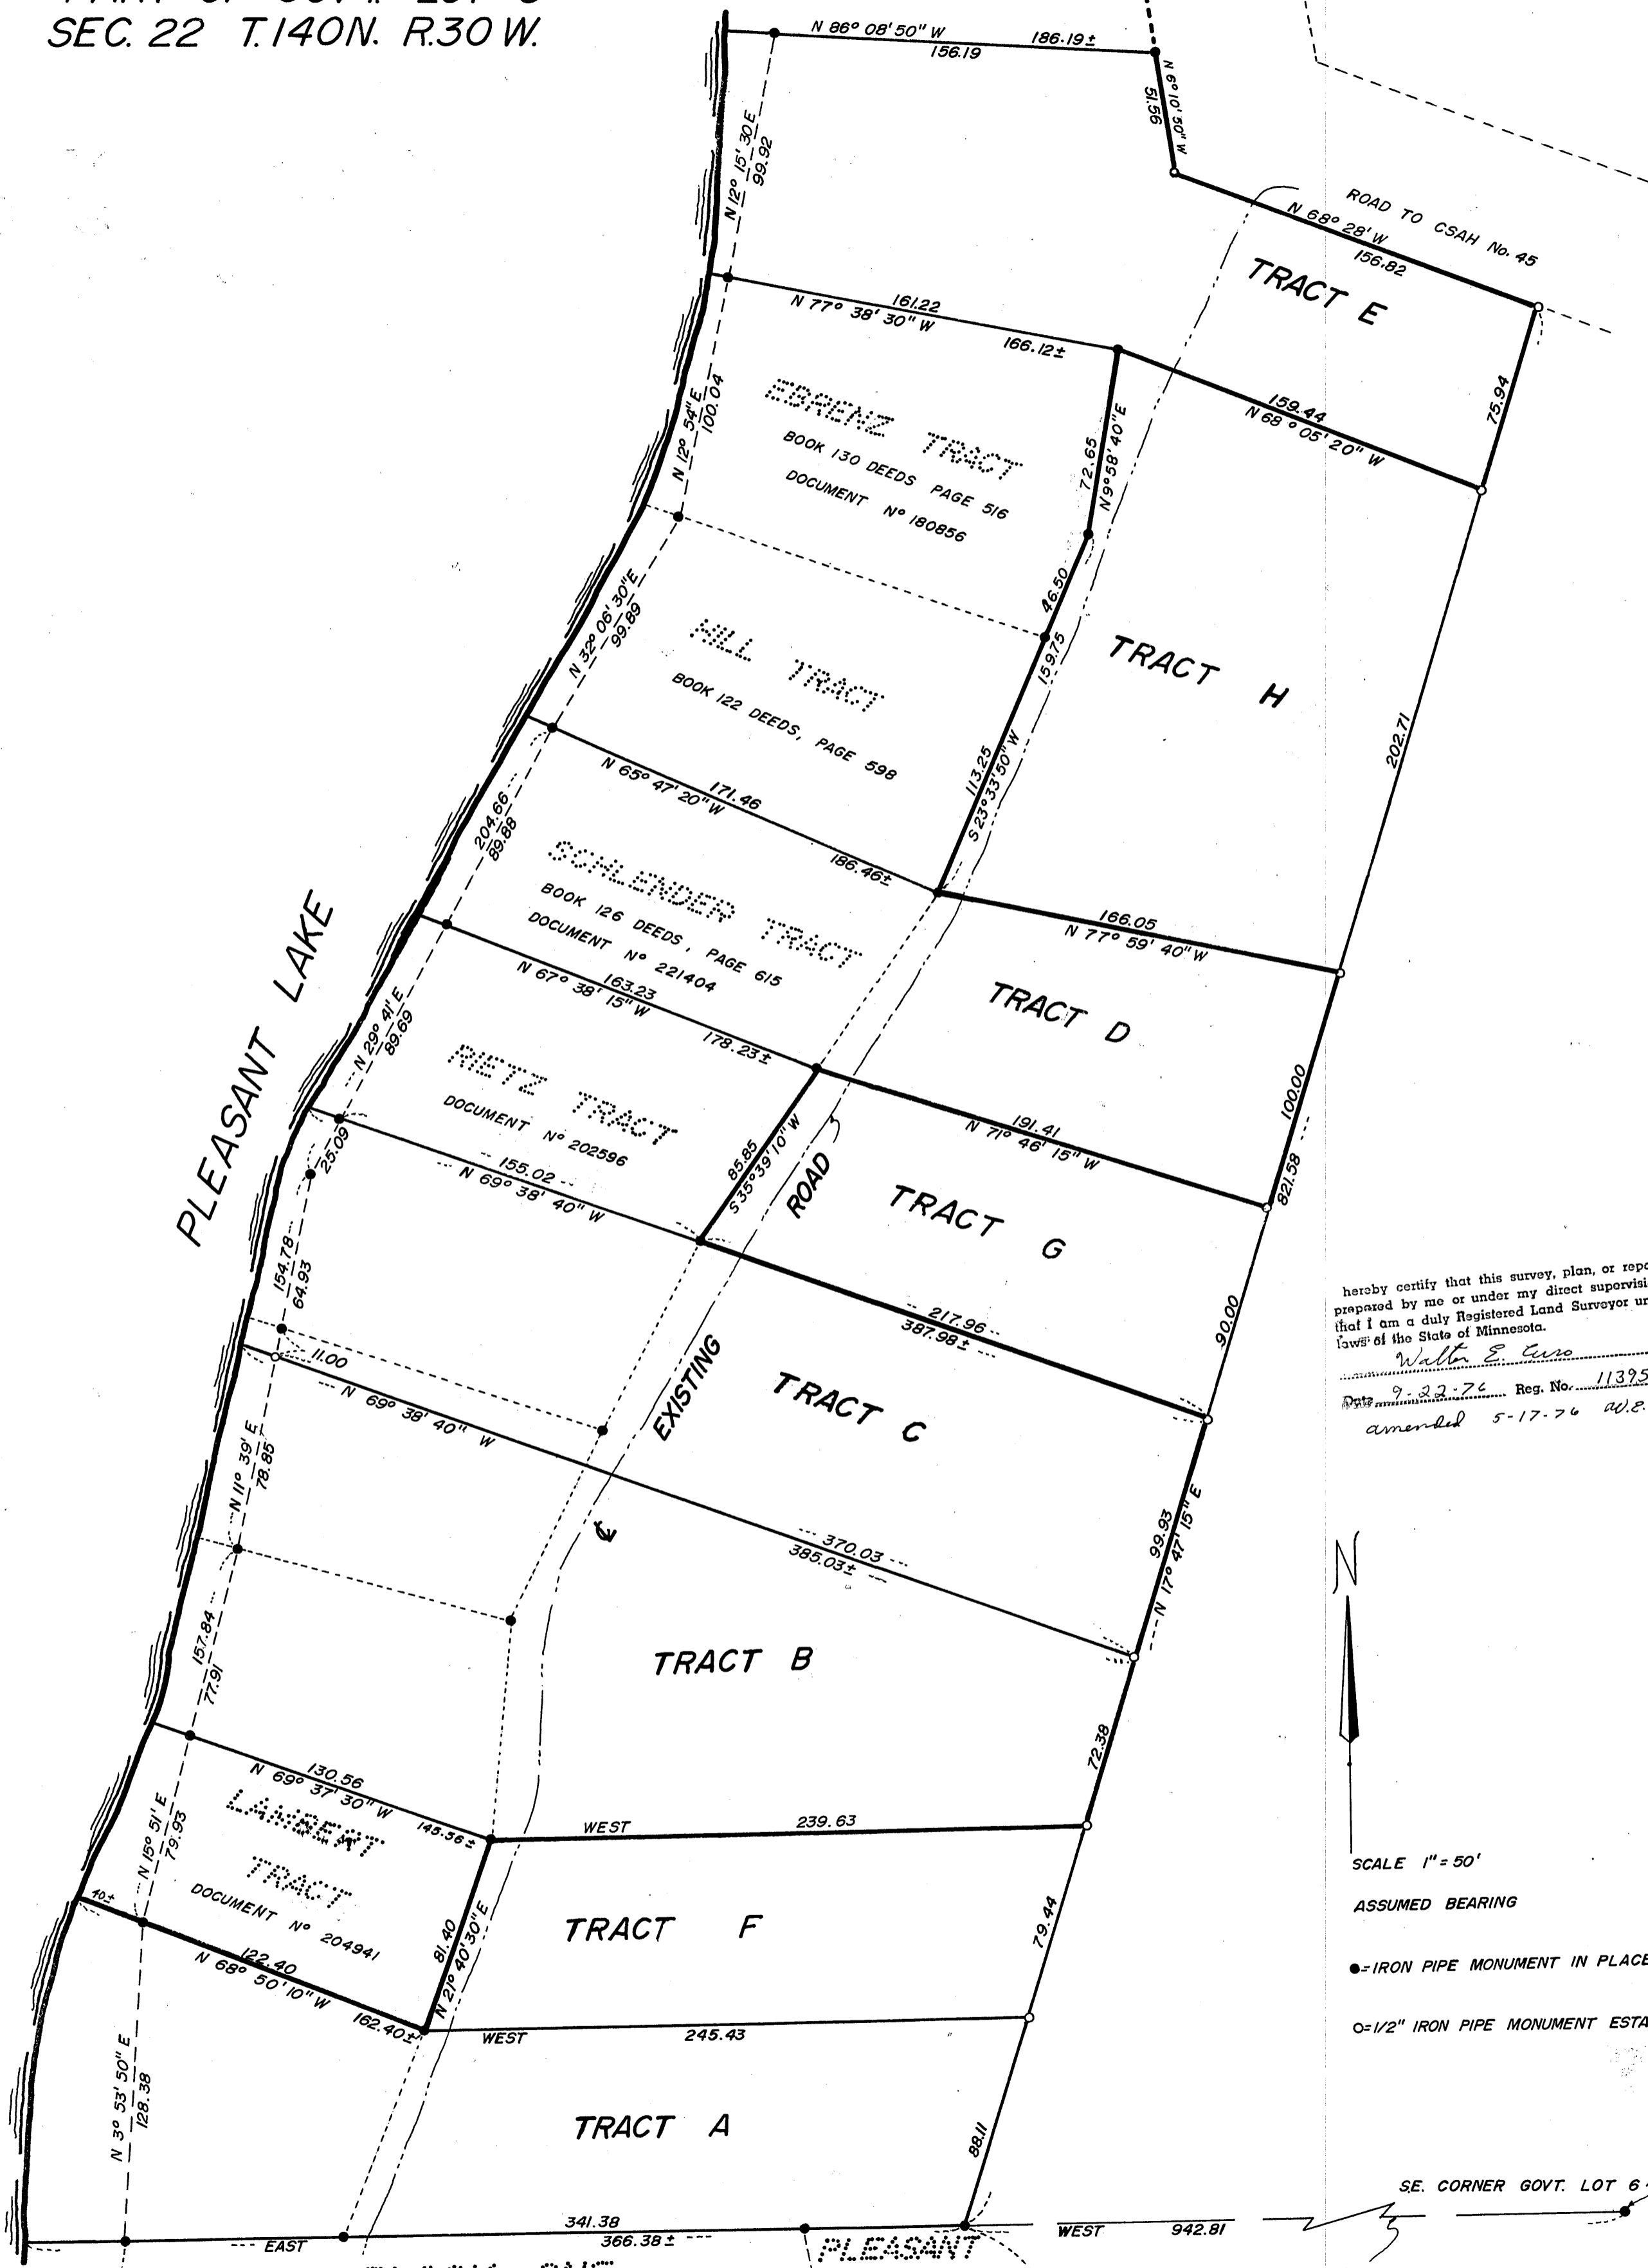 SEC. 22 T.140N. R.30 W.
N 86° 08' 50" W
186.19±
156.19
N 6° 10' 50" W
51.56
N 12° 15' 30 E
99.92
ROAD TO CSAH No. 45
N 68° 28' W
156.82
TRACT E
75.94
161.22
N 77° 38' 30" W
166.12±
159.44
N 68° 05' 20" W
N 12° 54" E
100.04
EBRENZ TRACT
BOOK 130 DEEDS PAGE 516
DOCUMENT Nº 180856
72.65
N 9° 58' 40" E
46.50
159.75
N 32° 06' 30" E
99.89
HILL TRACT
BOOK 122 DEEDS, PAGE 598
TRACT H
113.25
S 23° 33' 50" W
202.71
N 65° 47' 20" W
171.46
186.46±
204.66
89.88
SCHLENDER TRACT
BOOK 126 DEEDS, PAGE 615
DOCUMENT Nº 221404
166.05
N 77° 59' 40" W
TRACT D
163.23
N 67° 38' 15" W
178.23±
100.00
821.58
PLEASANT LAKE
N 29° 41' E
89.69
RIETZ TRACT
DOCUMENT Nº 202596
191.41
N 71° 46' 15" W
85.85
S 35° 39' 10" W
ROAD
TRACT G
25.09
155.02
N 69° 38' 40" W
154.78
64.93
217.96
387.98±
90.00
hereby certify that this survey, plan, or repo
prepared by me or under my direct supervisi
that I am a duly Registered Land Surveyor un
laws of the State of Minnesota.
Walter E.
Date 9-22-76 Reg. No. 11395
amended 5-17-76 W.E.
EXISTING
TRACT C
11.00
N 69° 38' 40" W
N 11° 39' E
78.85
99.93
N 17° 47' 15" E
370.03
385.03±
℄
N
157.84
77.91
TRACT B
72.38
130.56
N 69° 37' 30" W
145.56±
WEST
239.63
LAMBERT
TRACT
DOCUMENT Nº 204941
N 15° 51' E
79.93
40±
81.40
N 21° 40' 30" E
TRACT F
79.44
SCALE 1" = 50'
ASSUMED BEARING
●=IRON PIPE MONUMENT IN PLACE
O=1/2" IRON PIPE MONUMENT ESTA
122.40
N 68° 50' 10" W
162.40±
WEST
245.43
N 3° 53' 50" E
128.38
TRACT A
88.11
S.E. CORNER GOVT. LOT 6
341.38
366.38±
EAST
PLEASANT
WEST
942.81